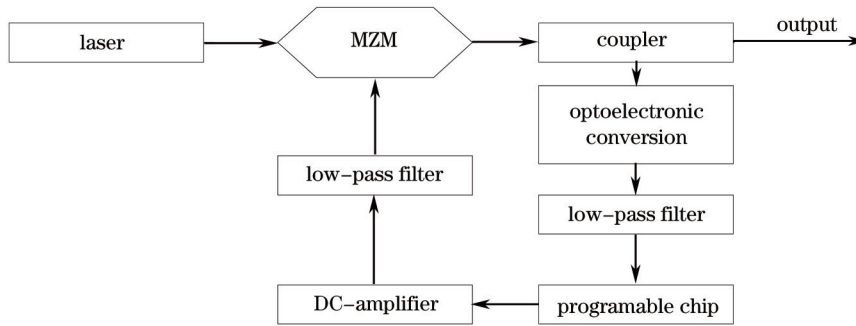 laser
MZM
coupler
output
optoelectronic
conversion
low-pass filter
low-pass filter
DC-amplifier
programable chip